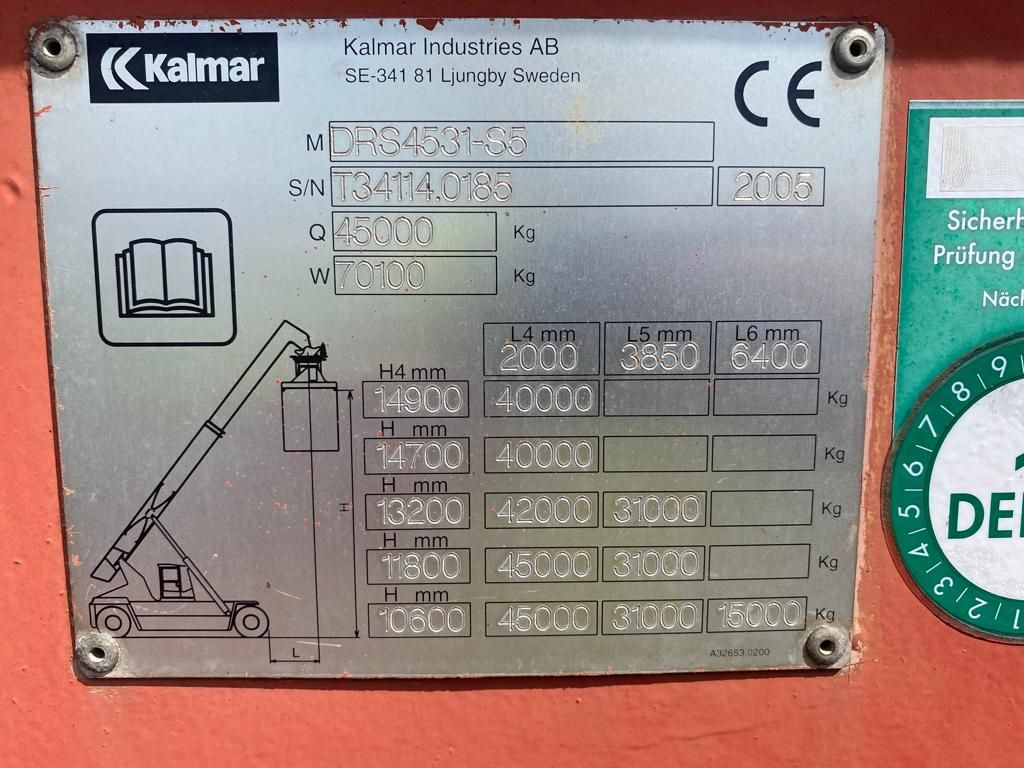 Kalmar
Kalmar Industries AB
SE-341 81 Ljungby Sweden
CE
M DRS4531-S5
S/N T34114.0185 2005
Q 45000 Kg
W 70100 Kg
L4 mm L5 mm L6 mm
2000 3850 6400
H4 mm
14900 40000 Kg
H mm
14700 40000 Kg
H mm
13200 42000 31000 Kg
H mm
11800 45000 31000 Kg
H mm
10600 45000 31000 15000 Kg
H
L
A32653.0200
Prüfung
1 2 3 4 5 6 7 8 9